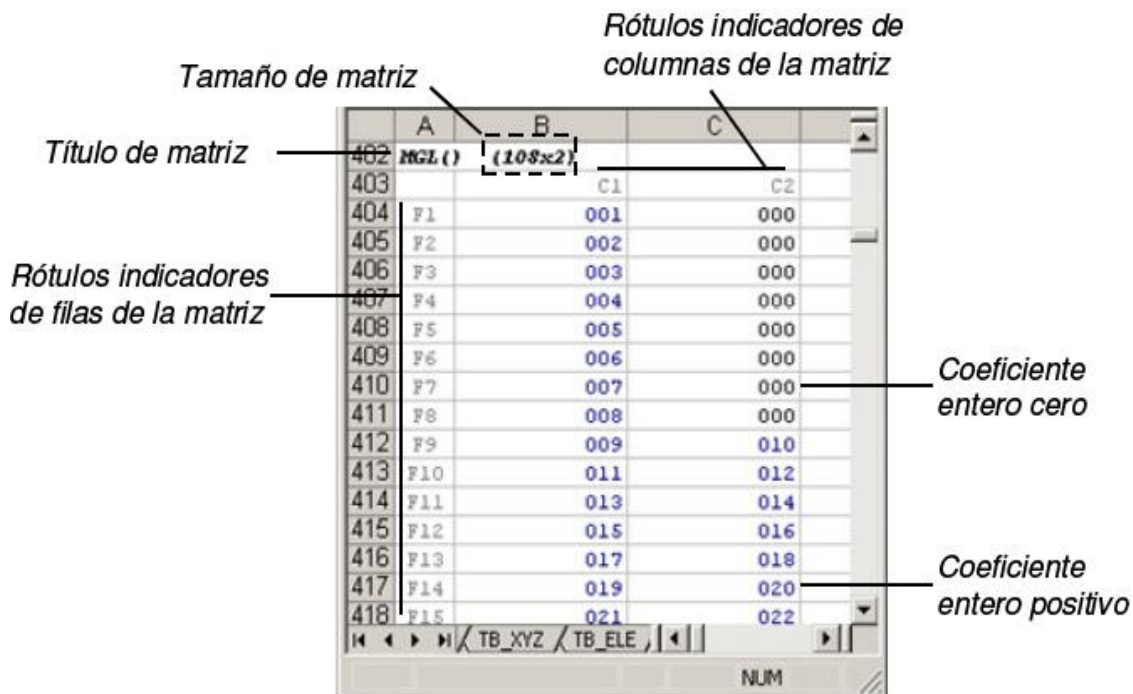 Rótulos indicadores de
columnas de la matriz
Tamaño de matriz
Título de matriz
A B C
402 MGL() (108x2)
403 C1 C2
404 F1 001 000
405 F2 002 000
406 F3 003 000
407 F4 004 000
408 F5 005 000
409 F6 006 000
410 F7 007 000
411 F8 008 000
412 F9 009 010
413 F10 011 012
414 F11 013 014
415 F12 015 016
416 F13 017 018
417 F14 019 020
418 F15 021 022
Rótulos indicadores
de filas de la matriz
Coeficiente
entero cero
Coeficiente
entero positivo
TB_XYZ TB_ELE
NUM